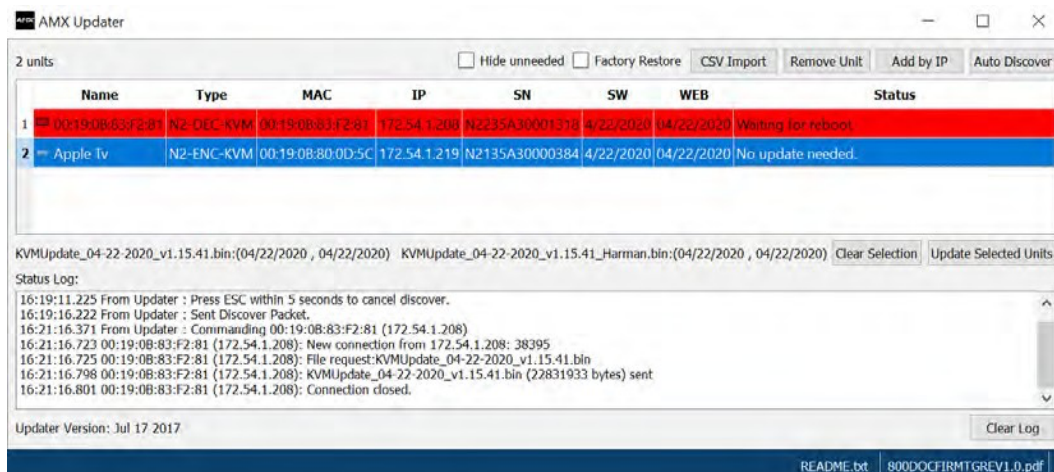 AMX AMX Updater
2 units Hide unneeded Factory Restore CSV Import Remove Unit Add by IP Auto Discover
Name Type MAC IP SN SW WEB Status
1 00:19:0B:83:F2:81 N2-DEC-KVM 00:19:0B:83:F2:81 172.54.1.208 N2235A30001318 4/22/2020 04/22/2020 Waiting for reboot.
2 Apple Tv N2-ENC-KVM 00:19:0B:80:0D:5C 172.54.1.219 N2135A30000384 4/22/2020 04/22/2020 No update needed.
KVMUpdate_04-22-2020_v1.15.41.bin:(04/22/2020 , 04/22/2020) KVMUpdate_04-22-2020_v1.15.41_Harman.bin:(04/22/2020 , 04/22/2020) Clear Selection Update Selected Units
Status Log:
16:19:11.225 From Updater : Press ESC within 5 seconds to cancel discover.
16:19:16.222 From Updater : Sent Discover Packet.
16:21:16.371 From Updater : Commanding 00:19:0B:83:F2:81 (172.54.1.208)
16:21:16.723 00:19:0B:83:F2:81 (172.54.1.208): New connection from 172.54.1.208: 38395
16:21:16.725 00:19:0B:83:F2:81 (172.54.1.208): File request:KVMUpdate_04-22-2020_v1.15.41.bin
16:21:16.798 00:19:0B:83:F2:81 (172.54.1.208): KVMUpdate_04-22-2020_v1.15.41.bin (22831933 bytes) sent
16:21:16.801 00:19:0B:83:F2:81 (172.54.1.208): Connection closed.
Updater Version: Jul 17 2017 Clear Log
README.txt 800DOCFIRMTGREV1.0.pdf